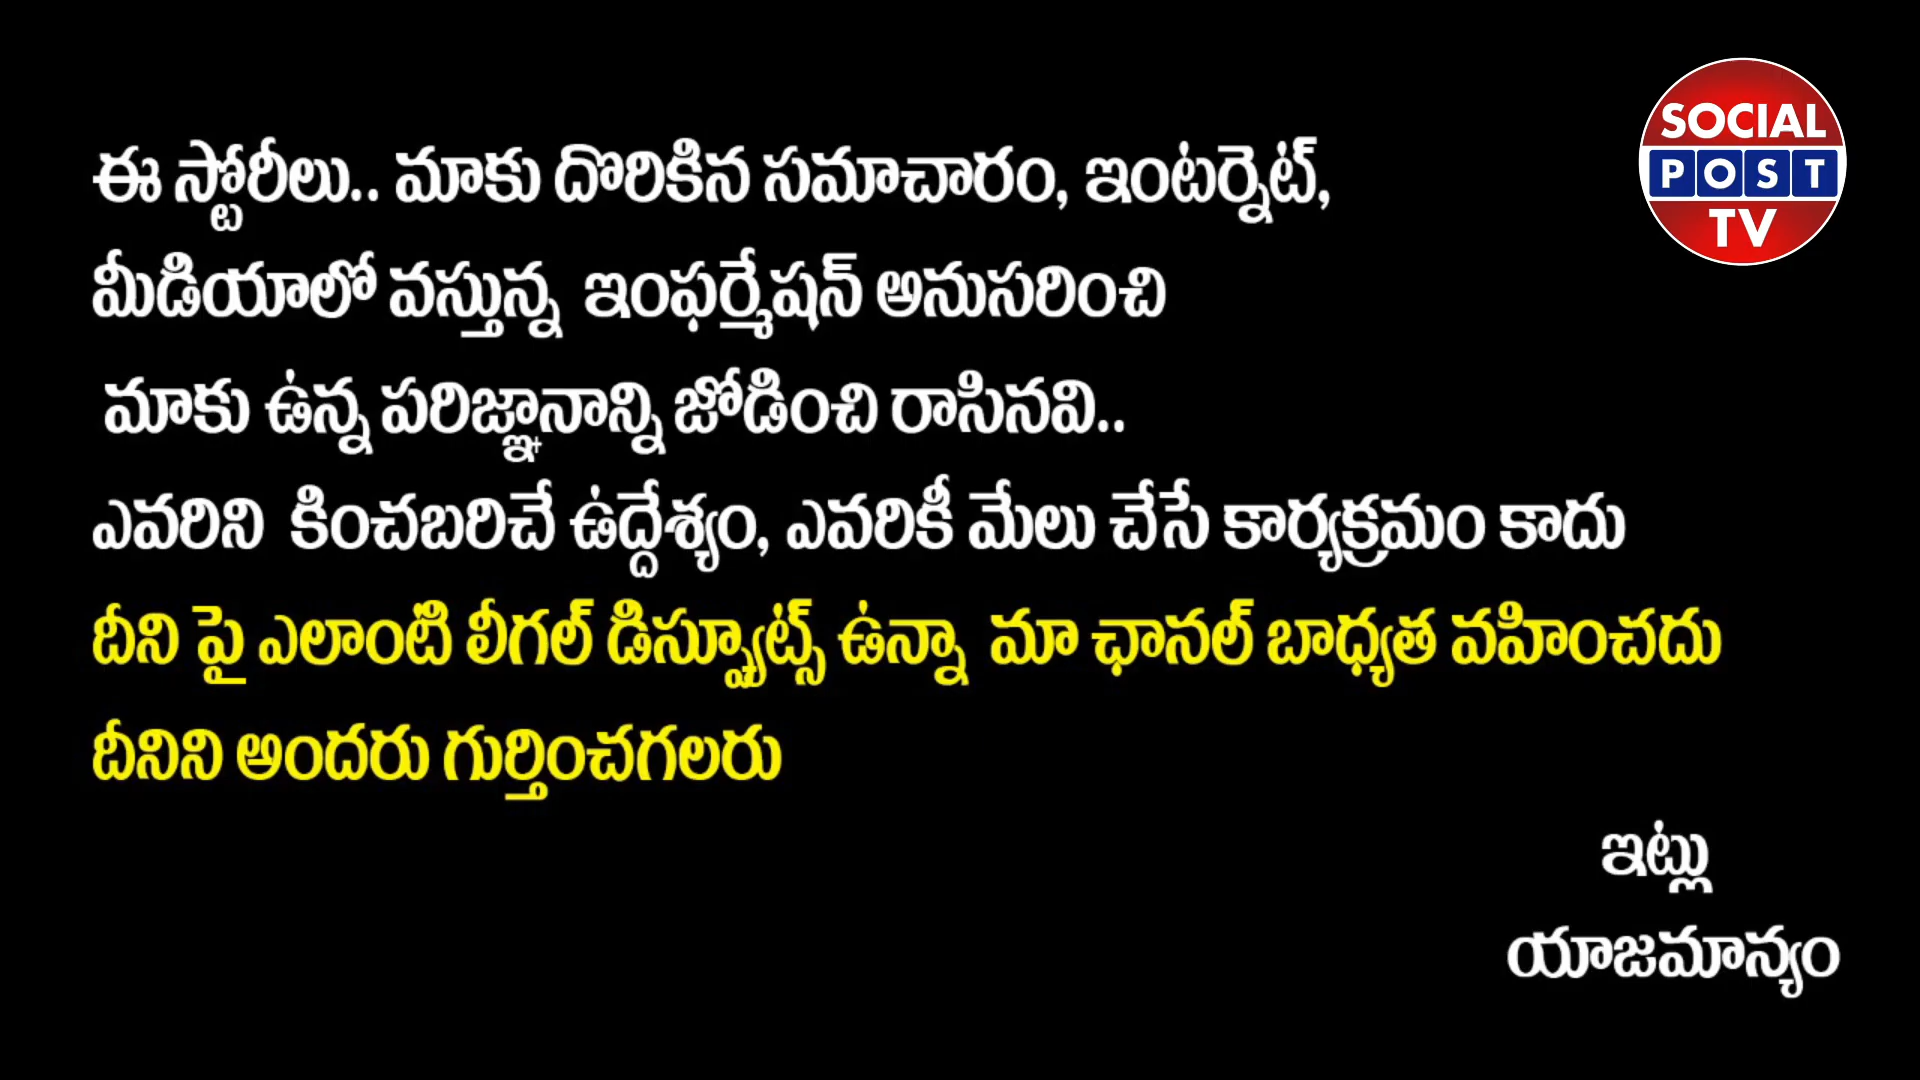 SOCIAL
POST
TV
ఈ స్టోరీలు.. మాకు దొరికిన సమాచారం, ఇంటర్నెట్,
మీడియాలో వస్తున్న ఇంఫర్మేషన్ అనుసరించి
మాకు ఉన్న పరిజ్ఞానాన్ని జోడించి రాసినవి..
ఎవరిని కించబరిచే ఉద్దేశ్యం, ఎవరికీ మేలు చేసే కార్యక్రమం కాదు
దీని పై ఎలాంటి లీగల్ డిస్ప్యూట్స్ ఉన్నా మా ఛానల్ బాధ్యత వహించదు
దీనిని అందరు గుర్తించగలరు
ఇట్లు
యాజమాన్యం